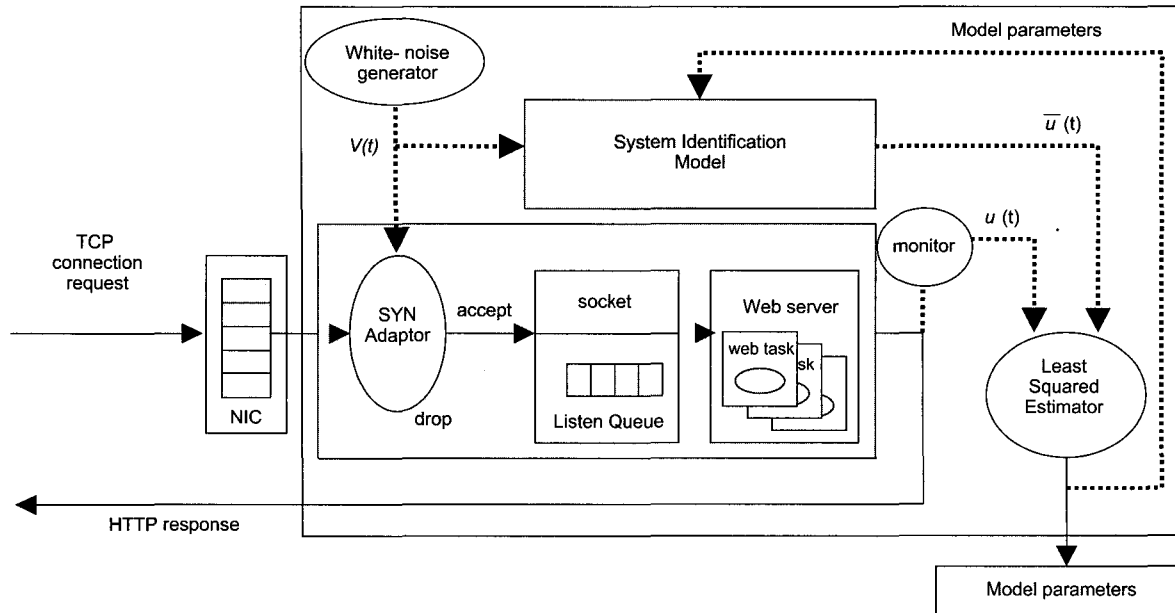 Model parameters
White- noise
generator
V(t)
System Identification
Model
u (t)
u (t)
monitor
TCP
connection
request
NIC
SYN
Adaptor
accept
drop
socket
Listen Queue
Web server
web task
sk
Least
Squared
Estimator
HTTP response
Model parameters